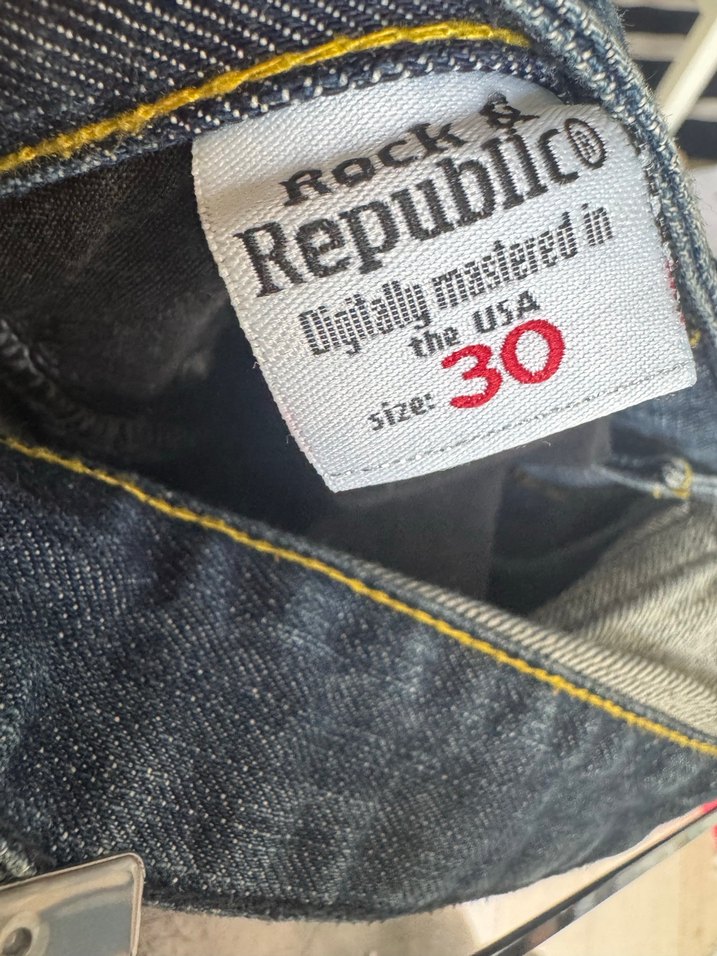 Rock &
Republic®
Digitally mastered in
the USA
size: 30